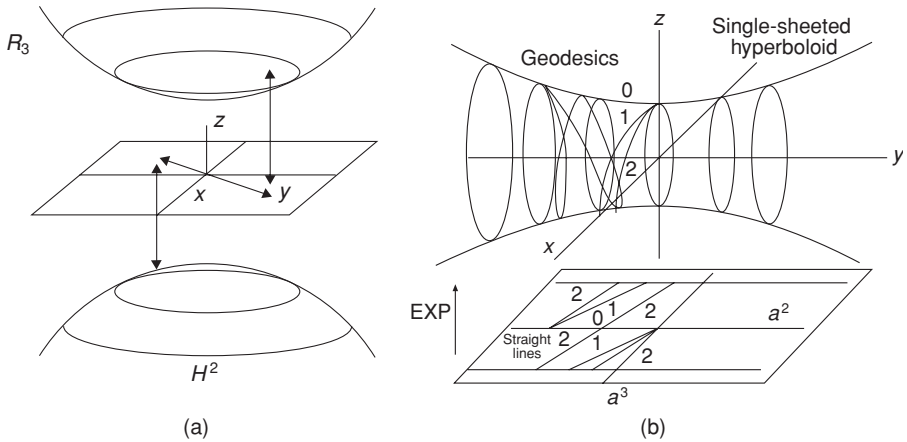 R₃
z
x
y
H²
(a)
z
Single-sheeted
hyperboloid
Geodesics
0
1
2
y
x
EXP
2
1
2
0
a²
2
Straight
lines
1
2
a³
(b)